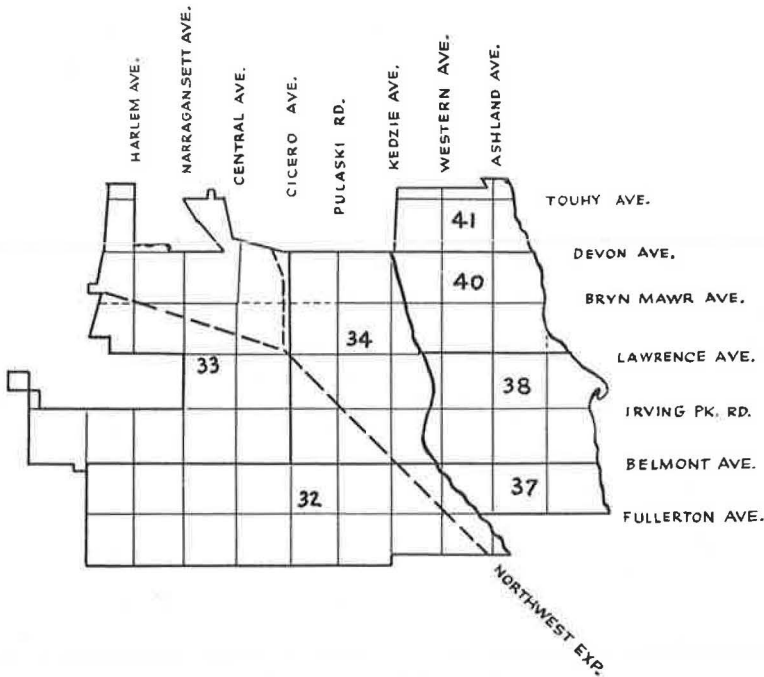 HARLEM AVE.
NARRAGANSETT AVE.
CENTRAL AVE.
CICERO AVE.
PULASKI RD.
KEDZIE AVE.
WESTERN AVE.
ASHLAND AVE.
TOUHY AVE.
41
DEVON AVE.
40
BRYN MAWR AVE.
34
LAWRENCE AVE.
33
38
IRVING PK. RD.
BELMONT AVE.
37
32
FULLERTON AVE.
NORTHWEST EXP.